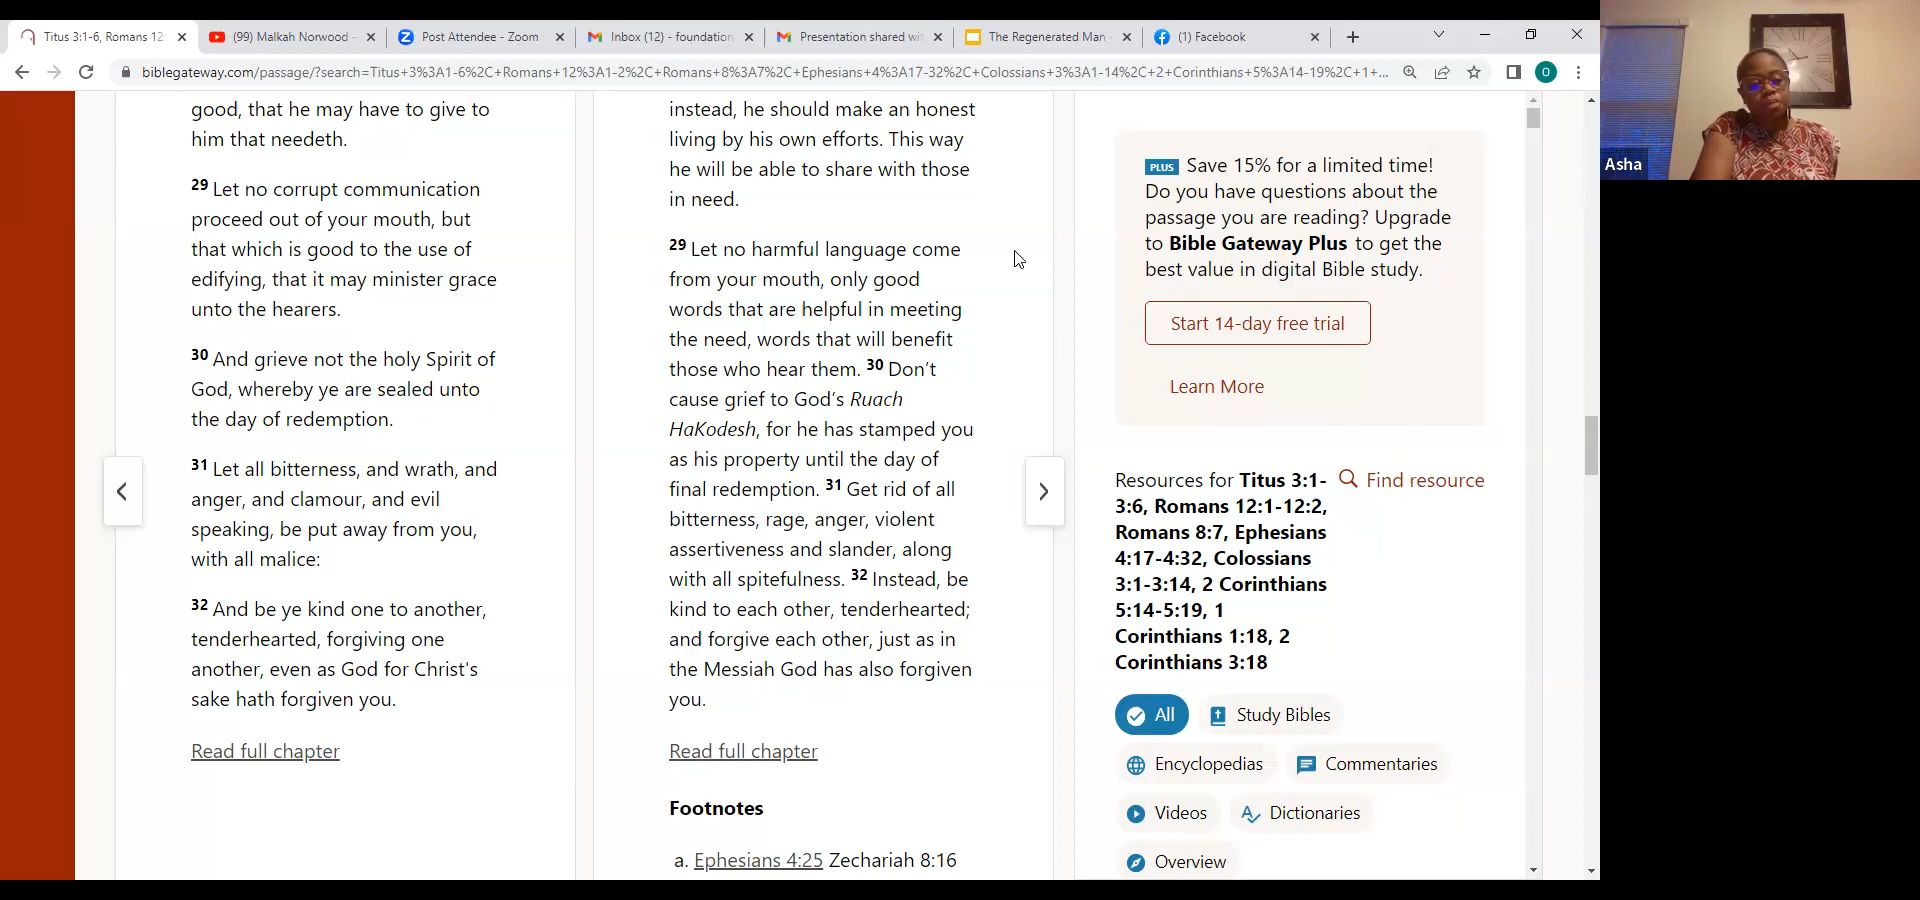 Titus 3:1-6, Romans 12
(99) Malkah Norwood -
Post Attendee - Zoom
Inbox (12) - foundation
Presentation shared wi
The Regenerated Man -
(1) Facebook
biblegateway.com/passage/?search=Titus+3%3A1-6%2C+Romans+12%3A1-2%2C+Romans+8%3A7%2C+Ephesians+4%3A17-32%2C+Colossians+3%3A1-14%2C+2+Corinthians+5%3A14-19%2C+1+...
O
good, that he may have to give to
him that needeth.
29 Let no corrupt communication
proceed out of your mouth, but
that which is good to the use of
edifying, that it may minister grace
unto the hearers.
30 And grieve not the holy Spirit of
God, whereby ye are sealed unto
the day of redemption.
31 Let all bitterness, and wrath, and
anger, and clamour, and evil
speaking, be put away from you,
with all malice:
32 And be ye kind one to another,
tenderhearted, forgiving one
another, even as God for Christ's
sake hath forgiven you.
Read full chapter
instead, he should make an honest
living by his own efforts. This way
he will be able to share with those
in need.
29 Let no harmful language come
from your mouth, only good
words that are helpful in meeting
the need, words that will benefit
those who hear them. 30 Don’t
cause grief to God’s Ruach
HaKodesh, for he has stamped you
as his property until the day of
final redemption. 31 Get rid of all
bitterness, rage, anger, violent
assertiveness and slander, along
with all spitefulness. 32 Instead, be
kind to each other, tenderhearted;
and forgive each other, just as in
the Messiah God has also forgiven
you.
Read full chapter
Footnotes
a. Ephesians 4:25 Zechariah 8:16
PLUS Save 15% for a limited time!
Do you have questions about the
passage you are reading? Upgrade
to Bible Gateway Plus to get the
best value in digital Bible study.
Start 14-day free trial
Learn More
Resources for Titus 3:1-
3:6, Romans 12:1-12:2,
Romans 8:7, Ephesians
4:17-4:32, Colossians
3:1-3:14, 2 Corinthians
5:14-5:19, 1
Corinthians 1:18, 2
Corinthians 3:18
Find resource
All
Study Bibles
Encyclopedias
Commentaries
Videos
Dictionaries
Overview
Asha